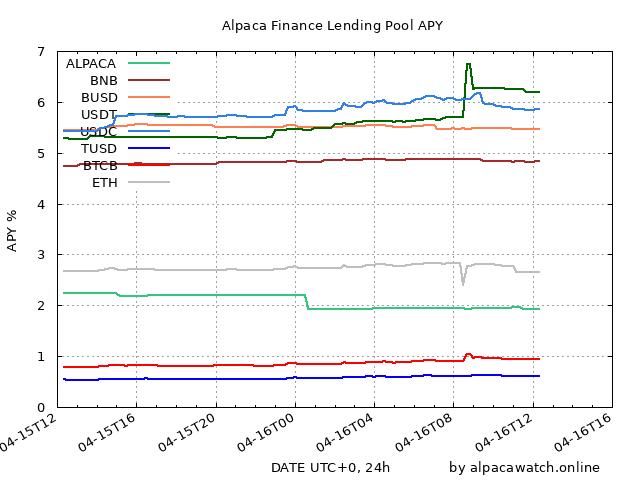 Alpaca Finance Lending Pool APY
7
6
5
4
3
2
1
0
APY %
ALPACA
BNB
BUSD
USDT
USDC
TUSD
BTCB
ETH
04-15T12
04-15T16
04-15T20
04-16T00
04-16T04
04-16T08
04-16T12
04-16T16
DATE UTC+0, 24h
by alpacawatch.online